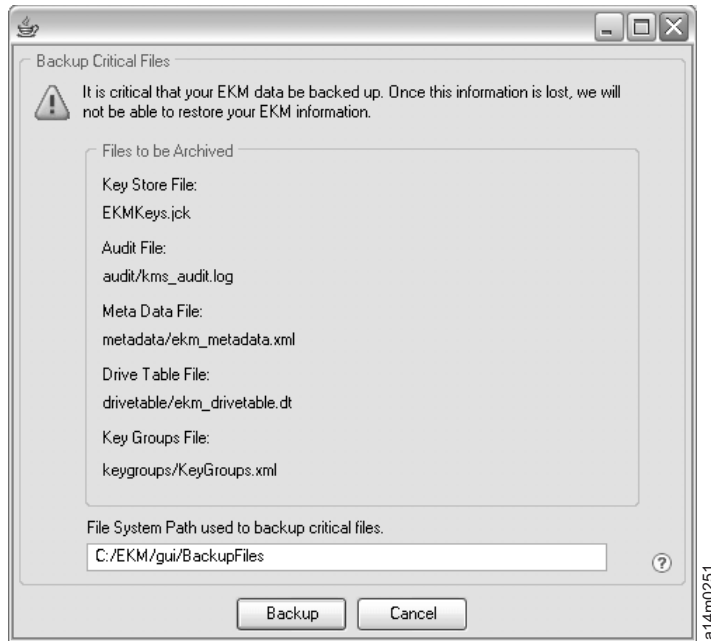 Backup Critical Files
It is critical that your EKM data be backed up. Once this information is lost, we will
not be able to restore your EKM information.
Files to be Archived
Key Store File:
EKMKeys.jck
Audit File:
audit/kms_audit.log
Meta Data File:
metadata/ekm_metadata.xml
Drive Table File:
drivetable/ekm_drivetable.dt
Key Groups File:
keygroups/KeyGroups.xml
File System Path used to backup critical files.
C:/EKM/gui/BackupFiles
?
Backup
Cancel
a14m0251